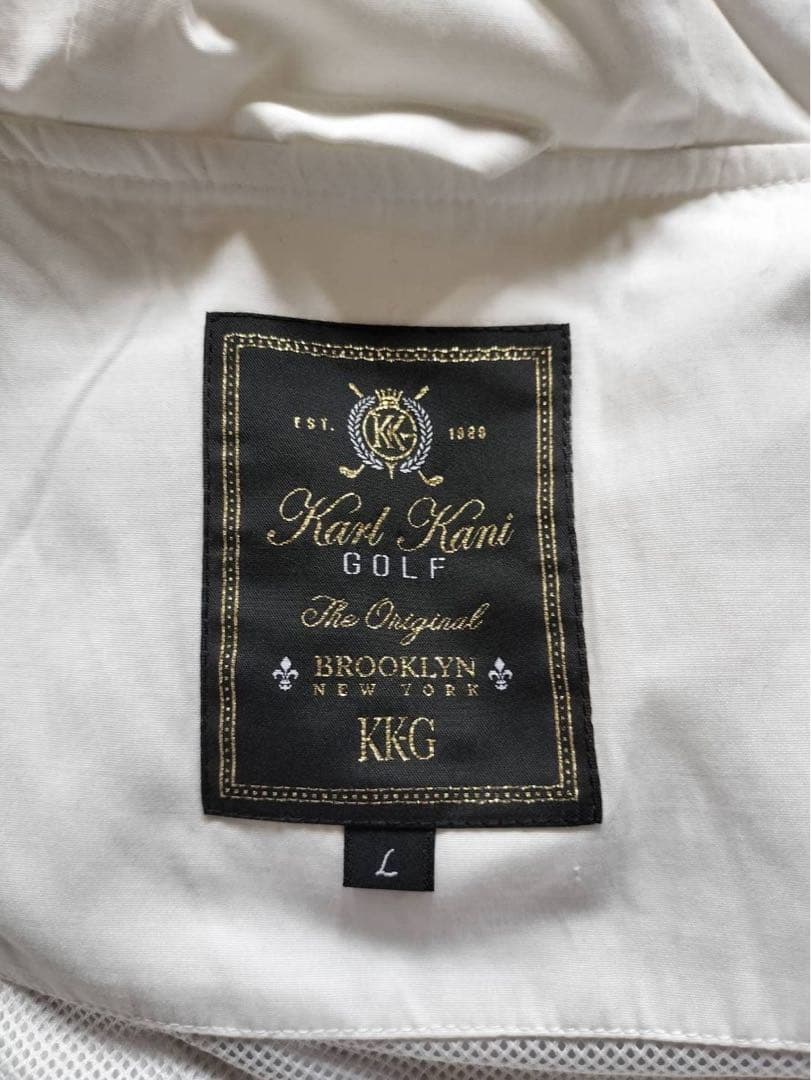 EST. KKG 1989
Karl Kani
GOLF
The Original
BROOKLYN
NEW YORK
KKG
L